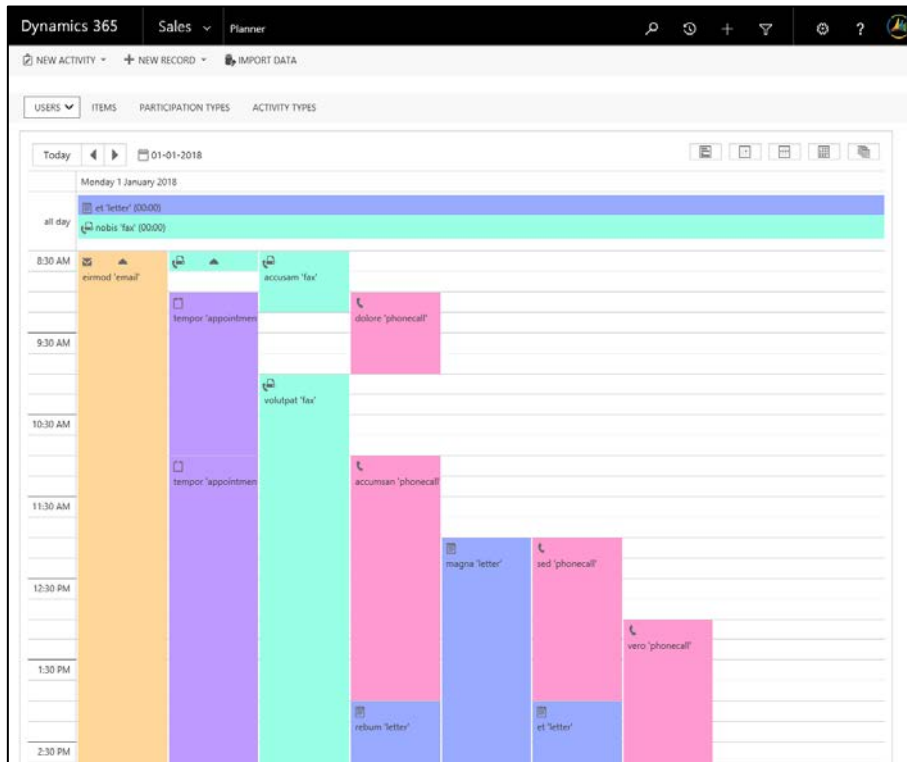 Dynamics 365 Sales Planner ?
NEW ACTIVITY NEW RECORD IMPORT DATA
USERS ITEMS PARTICIPATION TYPES ACTIVITY TYPES
Today 01-01-2018
Monday 1 January 2018
all day
et 'letter' (00:00)
nobis 'fax' (00:00)
8:30 AM
eirmod 'email'
accusam 'fax'
tempor 'appointmen
dolore 'phonecall'
9:30 AM
volutpat 'fax'
10:30 AM
tempor 'appointmen
accumsan 'phonecall'
11:30 AM
magna 'letter'
sed 'phonecall'
12:30 PM
vero 'phonecall'
1:30 PM
rebum 'letter'
et 'letter'
2:30 PM